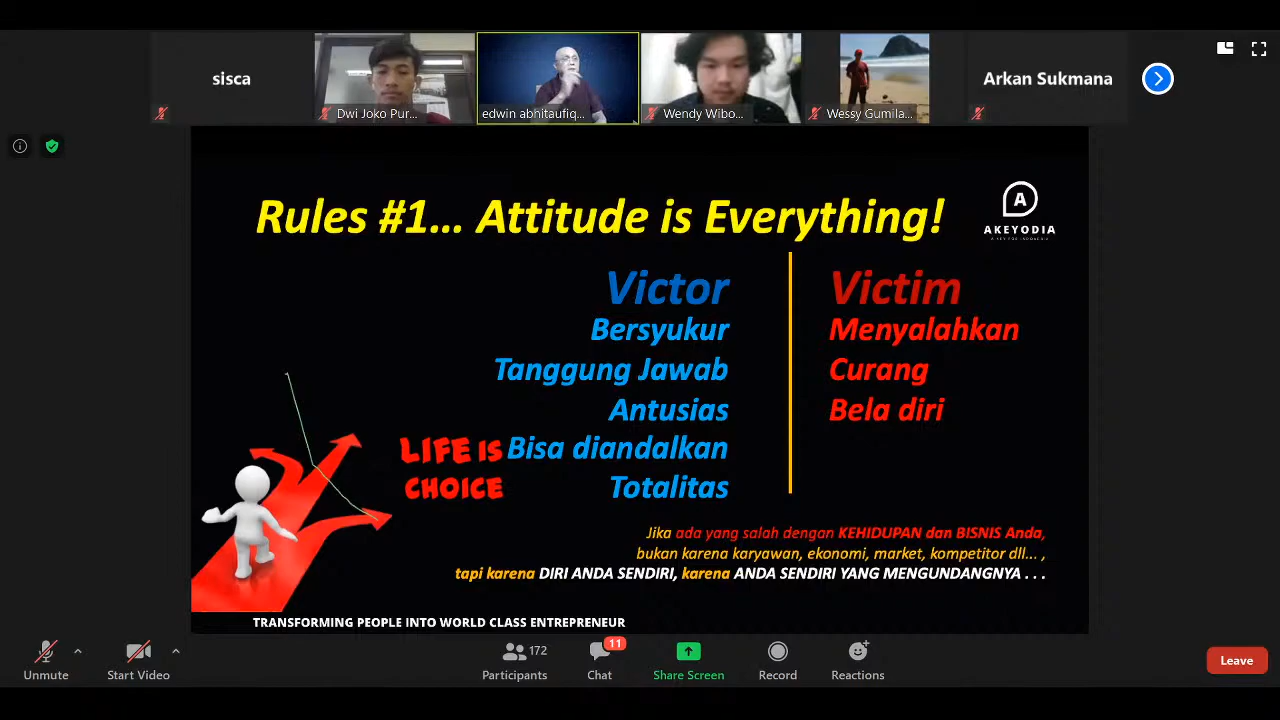 sisca
Dwi Joko Pur...
edwin abhitaufiq...
Wendy Wibo...
Wessy Gumila...
Arkan Sukmana
Rules #1... Attitude is Everything!
A
AKEYODIA
A KEY FOR INDONESIA
Victor
Bersyukur
Tanggung Jawab
Antusias
Bisa diandalkan
Totalitas
Victim
Menyalahkan
Curang
Bela diri
LIFE IS
CHOICE
Jika ada yang salah dengan KEHIDUPAN dan BISNIS Anda,
bukan karena karyawan, ekonomi, market, kompetitor dll... ,
tapi karena DIRI ANDA SENDIRI, karena ANDA SENDIRI YANG MENGUNDANGNYA . . .
TRANSFORMING PEOPLE INTO WORLD CLASS ENTREPRENEUR
Unmute
Start Video
172
Participants
11
Chat
Share Screen
Record
Reactions
Leave